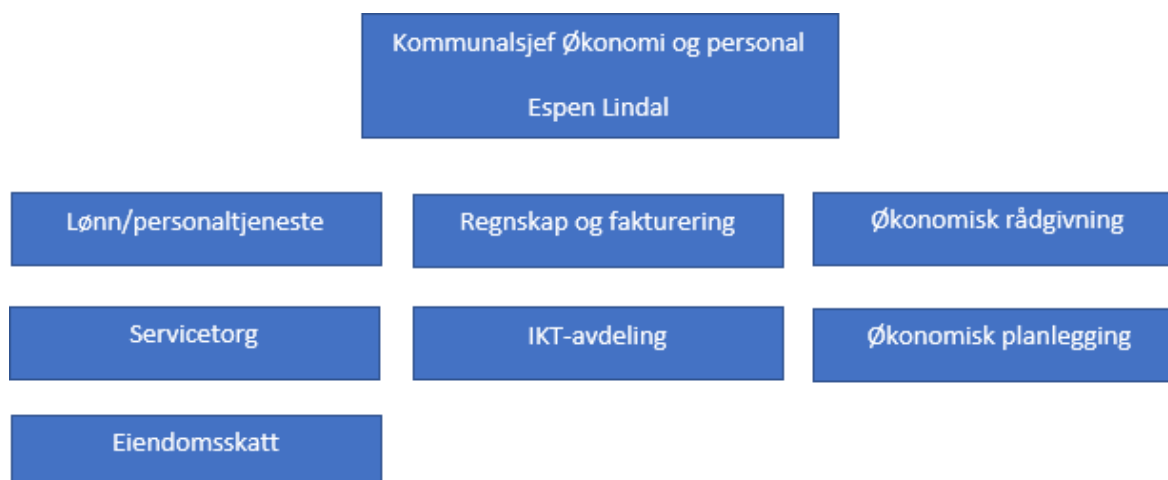 Kommunalsjef Økonomi og personal
Espen Lindal
Lønn/personaltjeneste
Regnskap og fakturering
Økonomisk rådgivning
Servicetorg
IKT-avdeling
Økonomisk planlegging
Eiendomsskatt